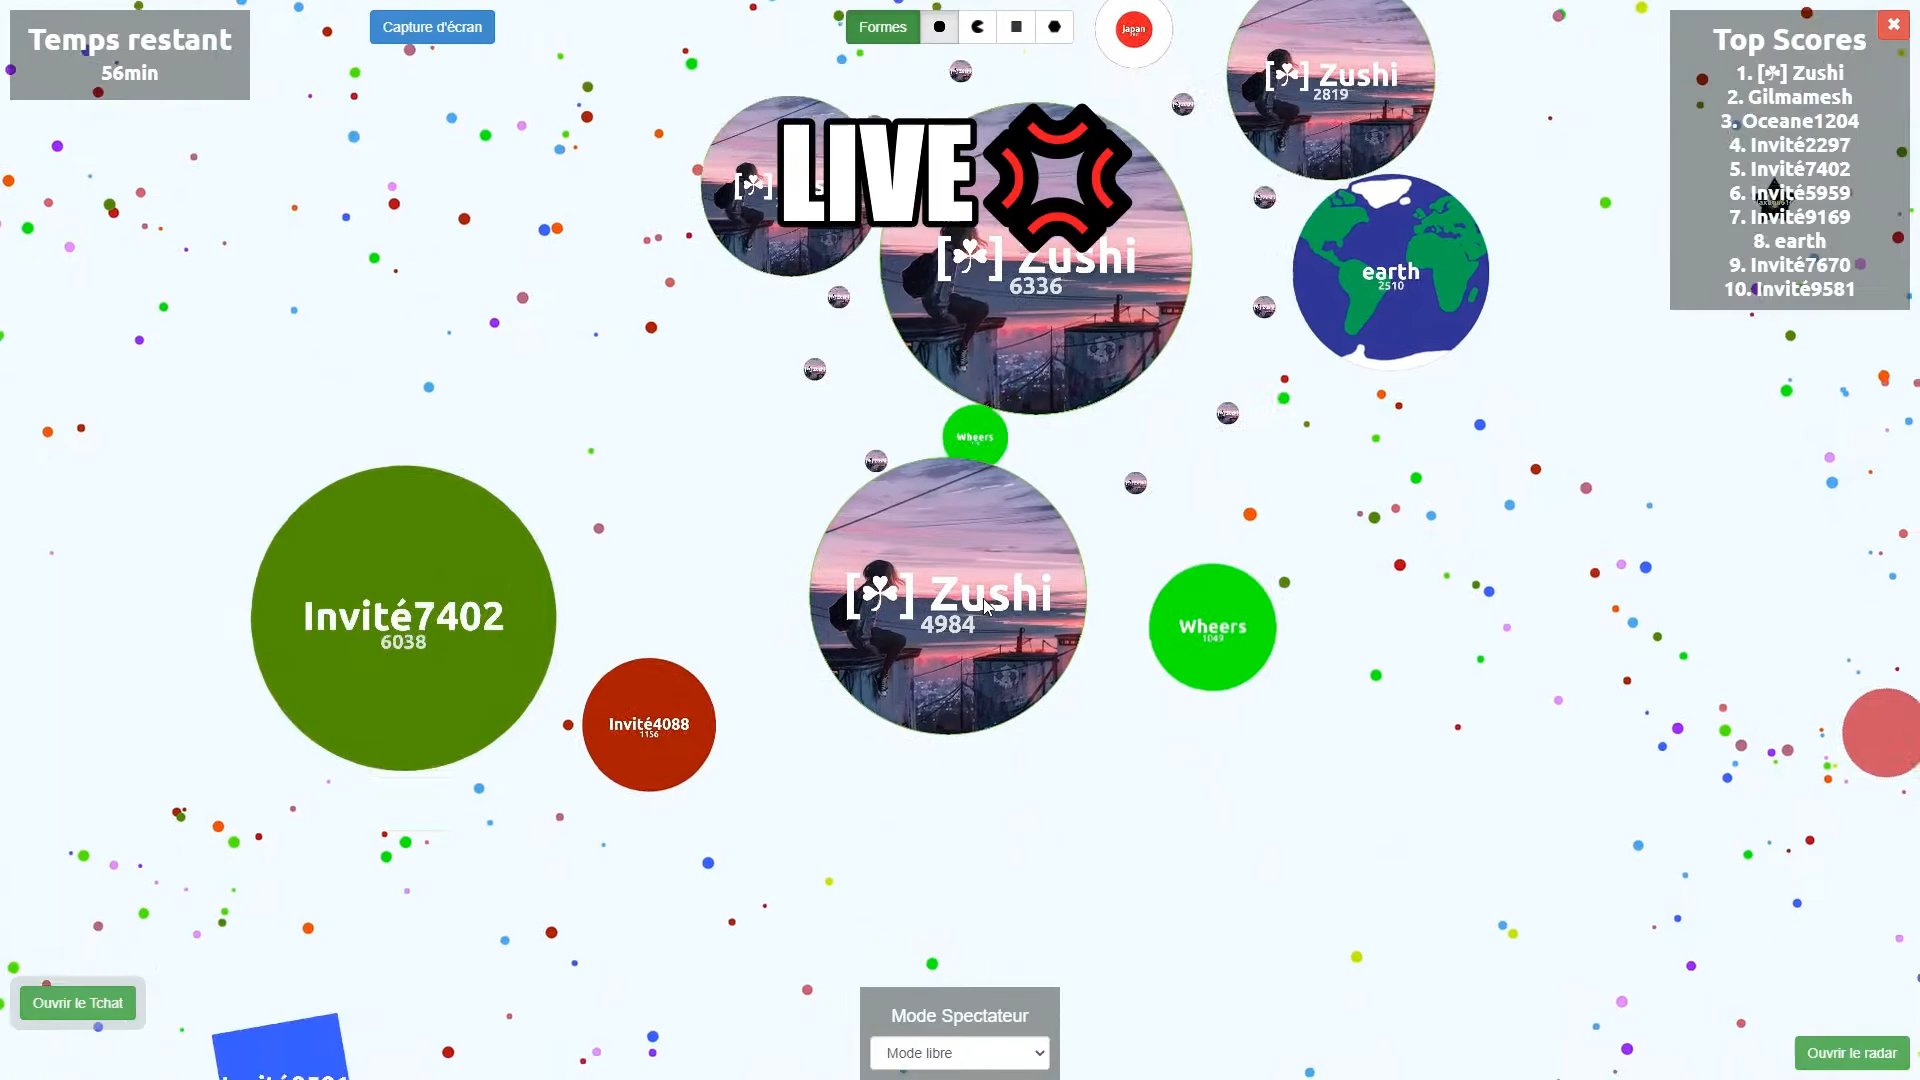 Temps restant
56min
Capture d'écran
Formes
japan
Top Scores
1. [☘] Zushi
2. Gilmamesh
3. Oceane1204
4. Invité2297
5. Invité7402
6. Invité5959
7. Invité9169
8. earth
9. Invité7670
10. Invité9581
[☘] Zushi
2819
LIVE
[☘]
[☘] Zushi
6336
earth
2510
Wheers
[☘] Zushi
4984
Invité7402
6038
Wheers
1049
Invité4088
1156
Ouvrir le Tchat
Mode Spectateur
Mode libre
Ouvrir le radar